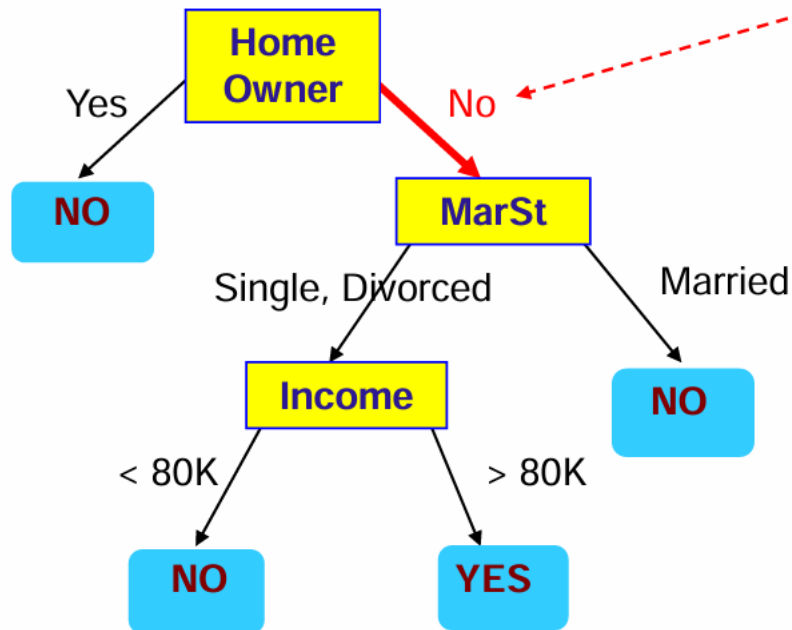 Home
Owner
Yes
No
NO
MarSt
Single, Divorced
Married
Income
NO
< 80K
> 80K
NO
YES